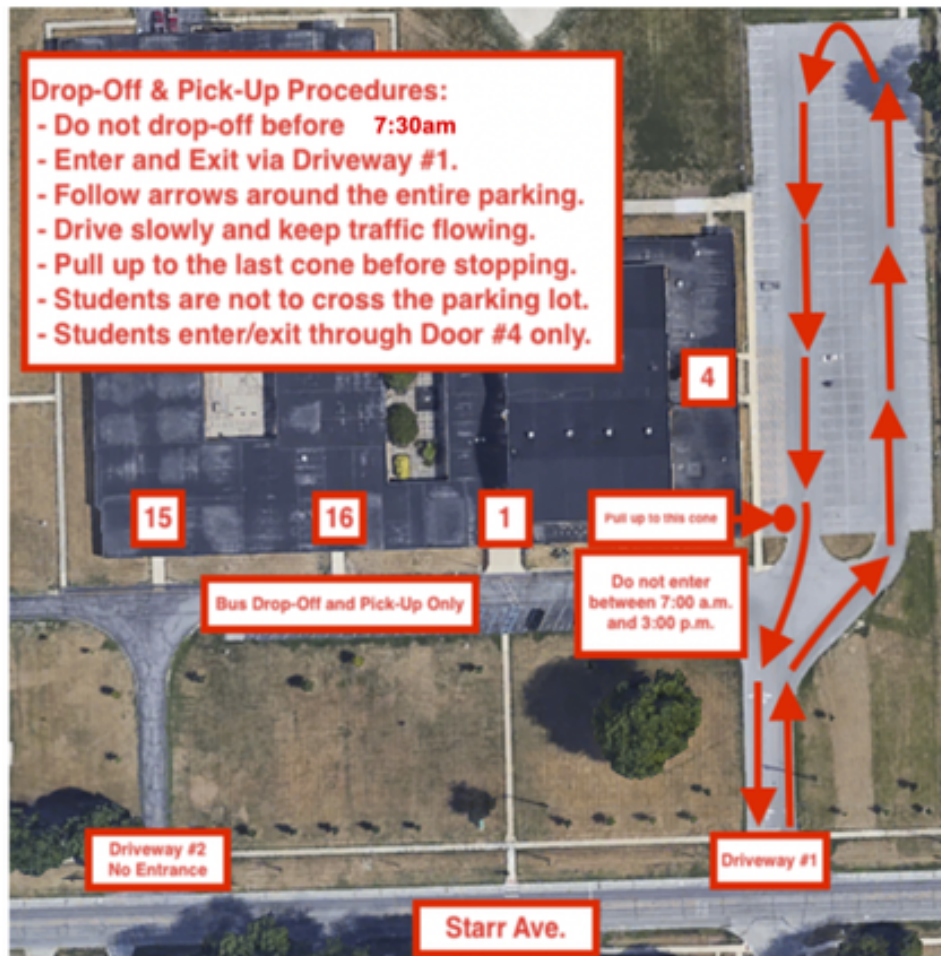 Drop-Off & Pick-Up Procedures:
- Do not drop-off before 7:30am
- Enter and Exit via Driveway #1.
- Follow arrows around the entire parking.
- Drive slowly and keep traffic flowing.
- Pull up to the last cone before stopping.
- Students are not to cross the parking lot.
- Students enter/exit through Door #4 only.
4
15
16
1
Pull up to this cone
Do not enter
between 7:00 a.m.
and 3:00 p.m.
Bus Drop-Off and Pick-Up Only
Driveway #2
No Entrance
Driveway #1
Starr Ave.